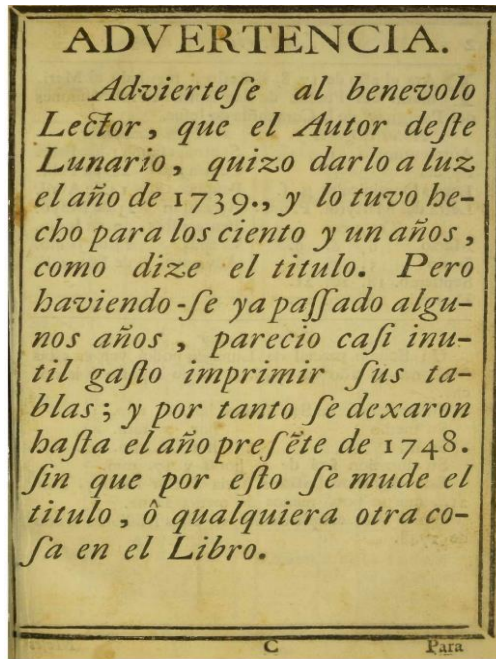 ADVERTENCIA.
Advierteſe al benevolo
Lector, que el Autor deſte
Lunario, quizo darlo a luz
el año de 1739., y lo tuvo he-
cho para los ciento y un años,
como dize el titulo. Pero
haviendo-ſe ya paſſado algu-
nos años, parecio caſi inu-
til gaſto imprimir ſus ta-
blas; y por tanto ſe dexaron
haſta el año preſẽte de 1748.
ſin que por eſto ſe mude el
titulo, ô qualquiera otra co-
ſa en el Libro.
C Para